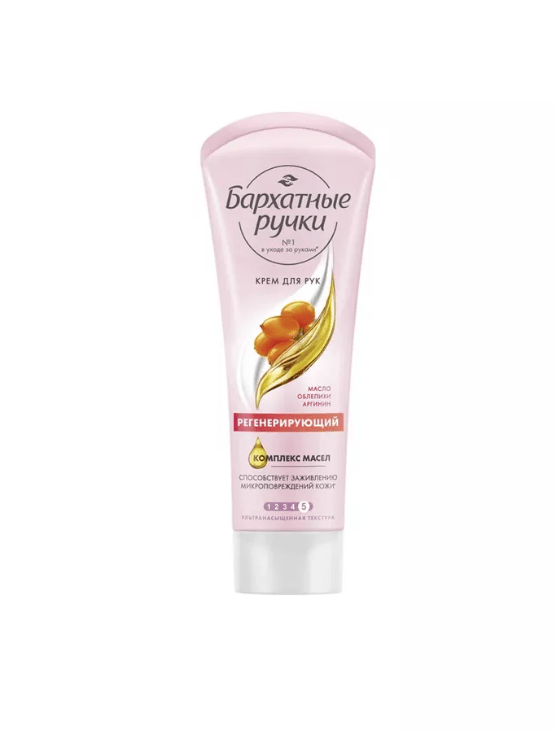 Бархатные
ручки
№1
в уходе за руками*
КРЕМ ДЛЯ РУК
МАСЛО
ОБЛЕПИХИ
АРГИНИН
РЕГЕНЕРИРУЮЩИЙ
КОМПЛЕКС МАСЕЛ
СПОСОБСТВУЕТ ЗАЖИВЛЕНИЮ
МИКРОПОВРЕЖДЕНИЙ КОЖИ
1 2 3 4 5
УЛЬТРАНАСЫЩЕННАЯ ТЕКСТУРА